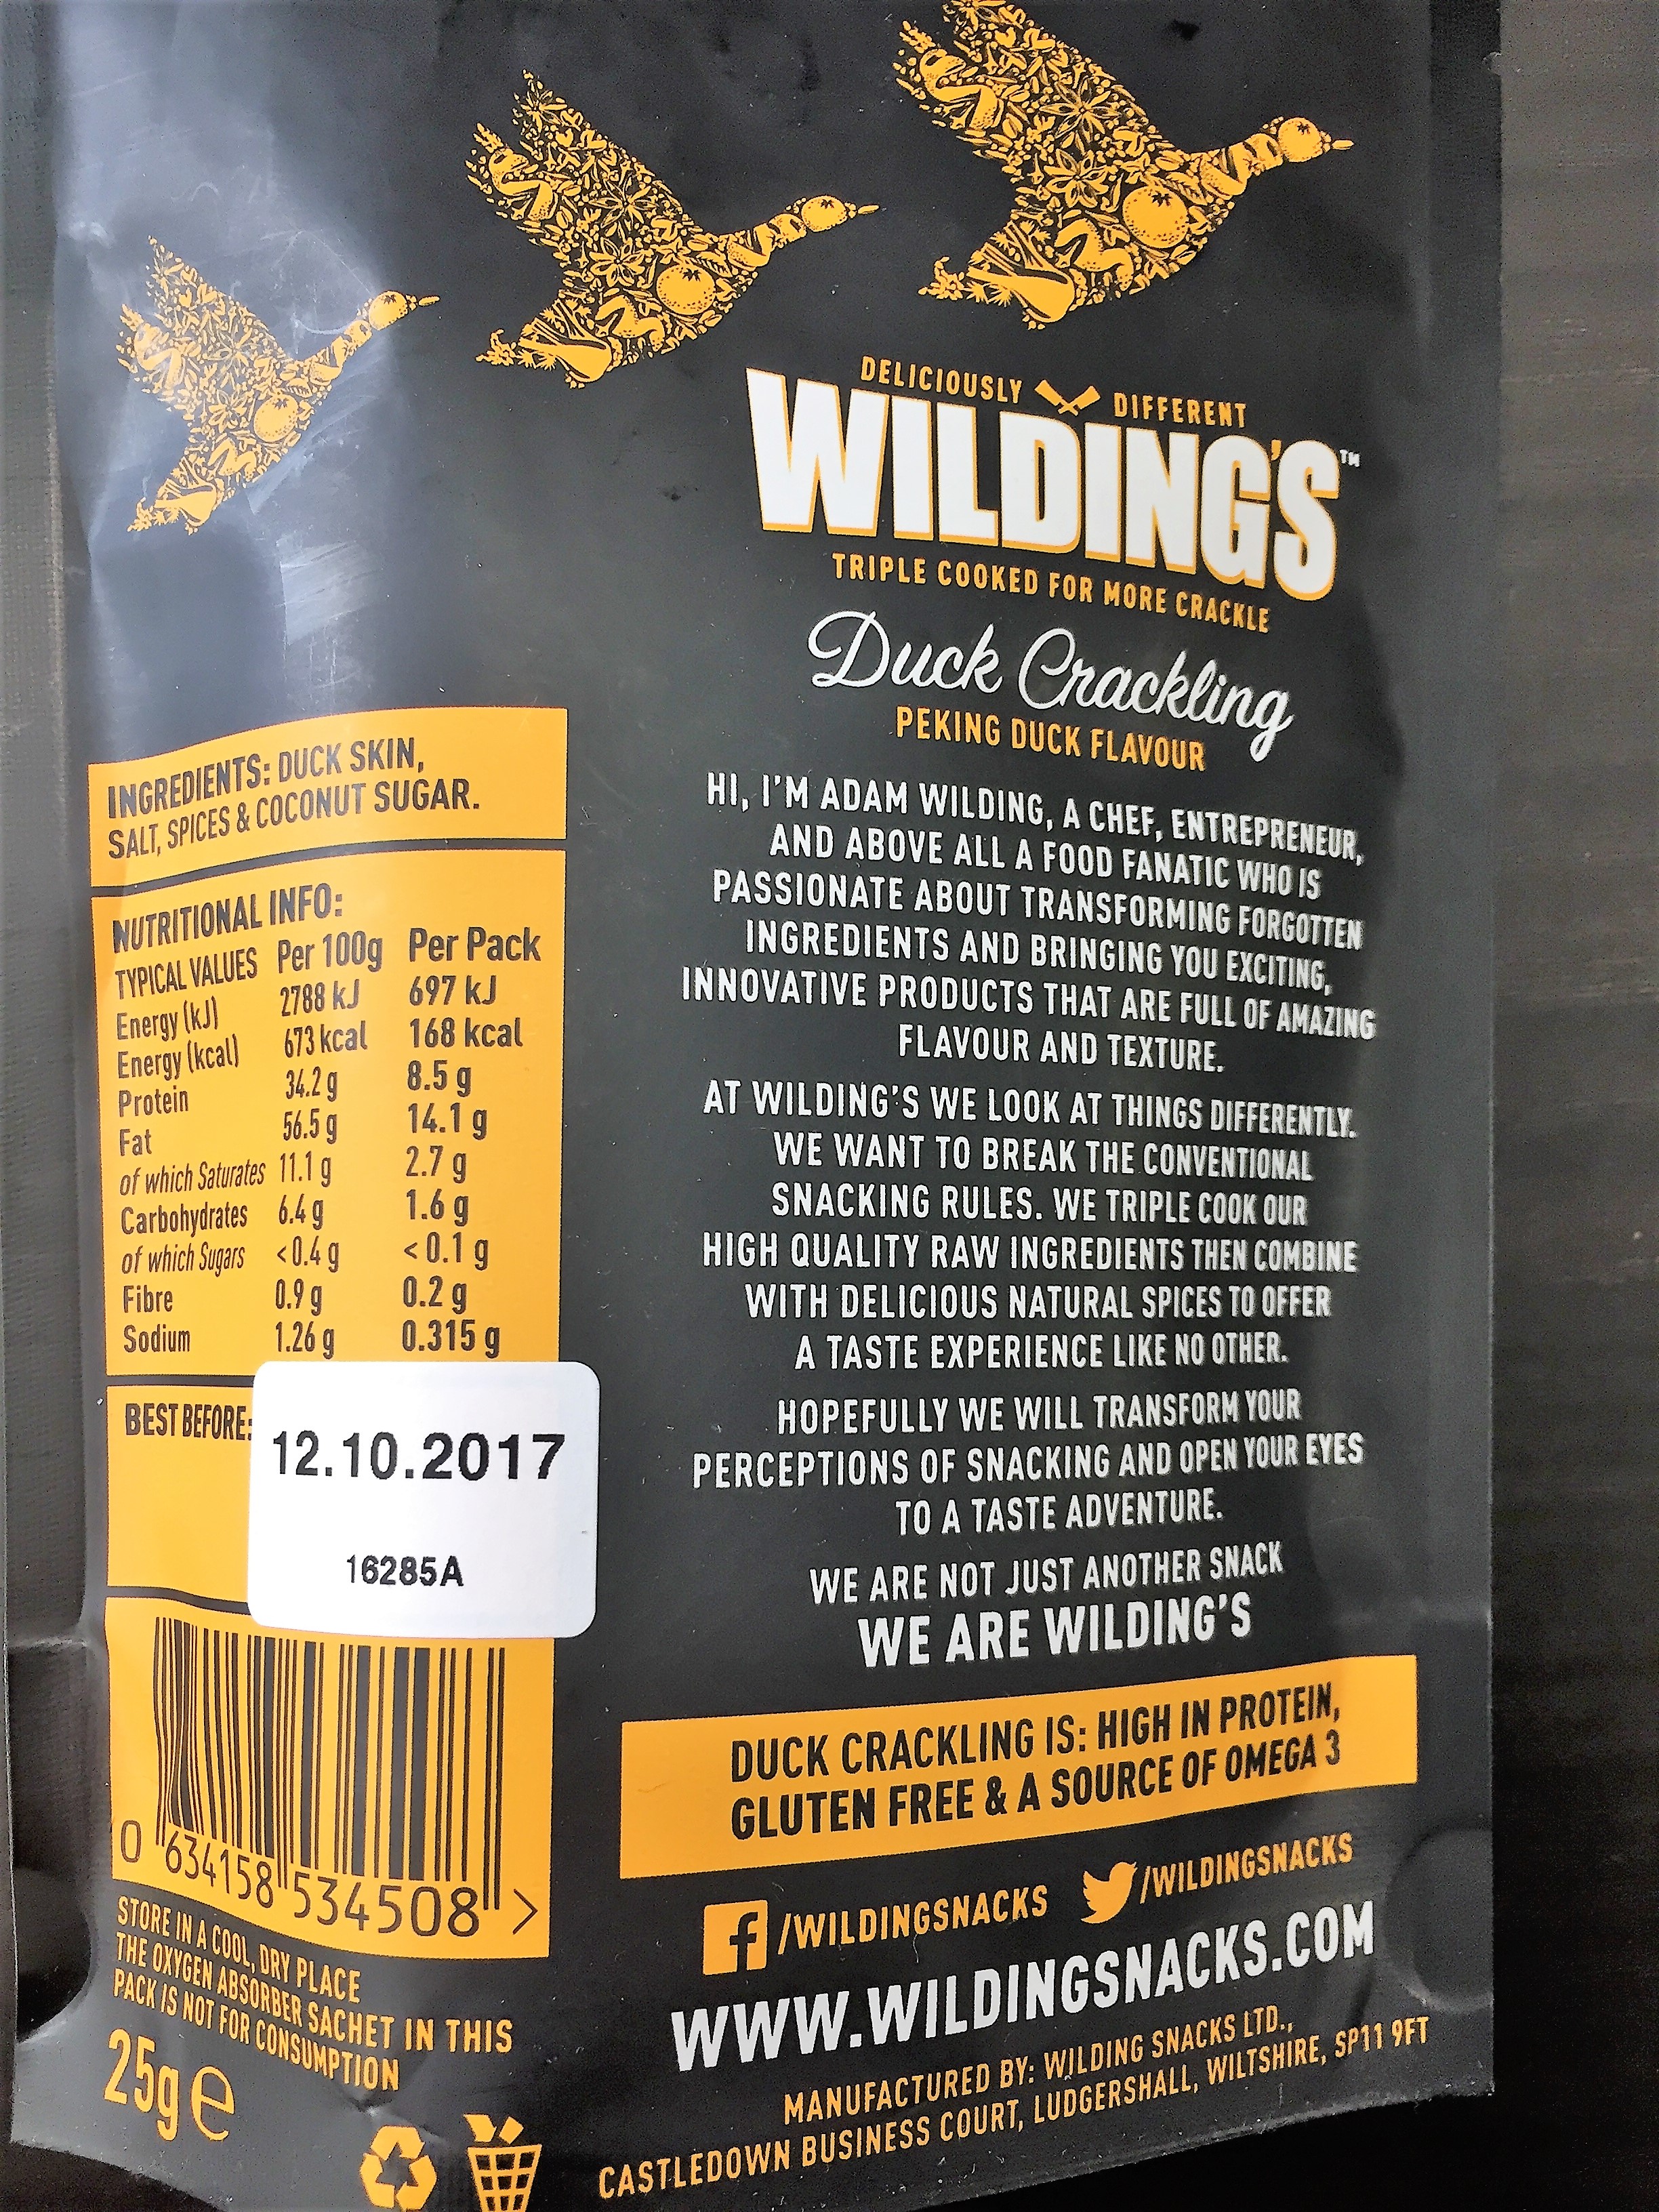 DELICIOUSLY DIFFERENT
WILDING'S™
TRIPLE COOKED FOR MORE CRACKLE
Duck Crackling
PEKING DUCK FLAVOUR
HI, I'M ADAM WILDING, A CHEF, ENTREPRENEUR,
AND ABOVE ALL A FOOD FANATIC WHO IS
PASSIONATE ABOUT TRANSFORMING FORGOTTEN
INGREDIENTS AND BRINGING YOU EXCITING,
INNOVATIVE PRODUCTS THAT ARE FULL OF AMAZING
FLAVOUR AND TEXTURE.
AT WILDING'S WE LOOK AT THINGS DIFFERENTLY.
WE WANT TO BREAK THE CONVENTIONAL
SNACKING RULES. WE TRIPLE COOK OUR
HIGH QUALITY RAW INGREDIENTS THEN COMBINE
WITH DELICIOUS NATURAL SPICES TO OFFER
A TASTE EXPERIENCE LIKE NO OTHER.
HOPEFULLY WE WILL TRANSFORM YOUR
PERCEPTIONS OF SNACKING AND OPEN YOUR EYES
TO A TASTE ADVENTURE.
WE ARE NOT JUST ANOTHER SNACK
WE ARE WILDING'S
DUCK CRACKLING IS: HIGH IN PROTEIN,
GLUTEN FREE & A SOURCE OF OMEGA 3
f /WILDINGSNACKS /WILDINGSNACKS
WWW.WILDINGSNACKS.COM
MANUFACTURED BY: WILDING SNACKS LTD.,
CASTLEDOWN BUSINESS COURT, LUDGERSHALL, WILTSHIRE, SP11 9FT
INGREDIENTS: DUCK SKIN,
SALT, SPICES & COCONUT SUGAR.
NUTRITIONAL INFO:
TYPICAL VALUES Per 100g Per Pack
Energy (kJ) 2788 kJ 697 kJ
Energy (kcal) 673 kcal 168 kcal
Protein 34.2 g 8.5 g
Fat 56.5 g 14.1 g
of which Saturates 11.1 g 2.7 g
Carbohydrates 6.4 g 1.6 g
of which Sugars <0.4 g <0.1 g
Fibre 0.9 g 0.2 g
Sodium 1.26 g 0.315 g
BEST BEFORE:
12.10.2017
16285A
0 634158 534508 >
STORE IN A COOL, DRY PLACE
THE OXYGEN ABSORBER SACHET IN THIS
PACK IS NOT FOR CONSUMPTION
25g e